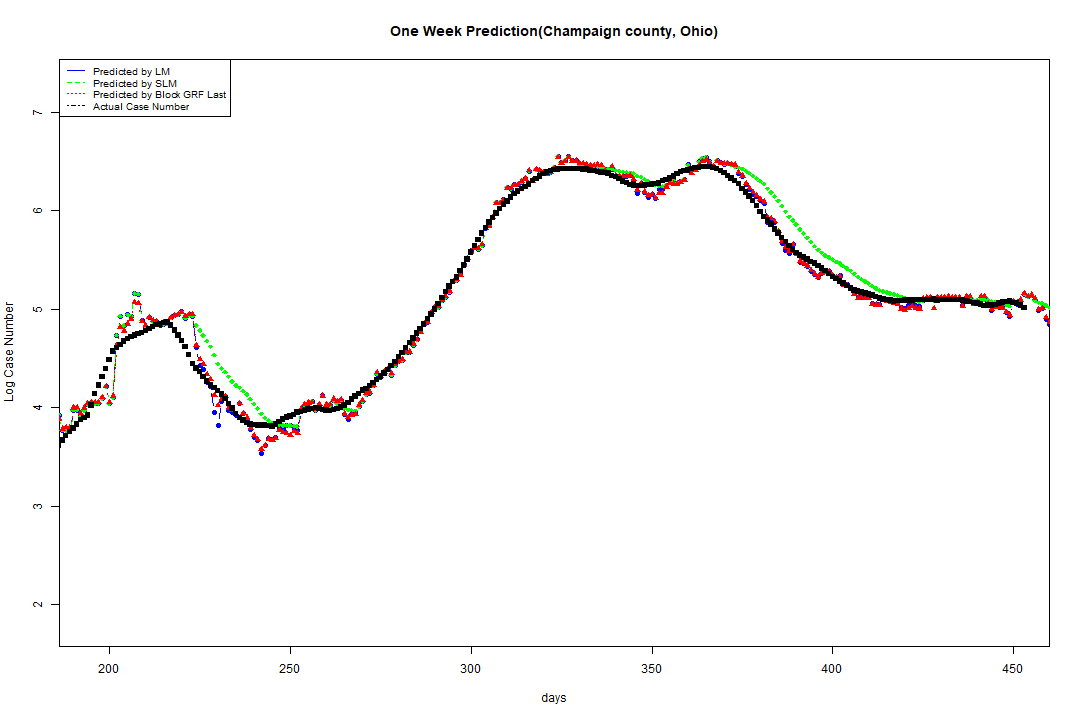 One Week Prediction(Champaign county, Ohio)
Predicted by LM
Predicted by SLM
Predicted by Block GRF Last
Actual Case Number
7
6
5
4
3
2
Log Case Number
200 250 300 350 400 450
days